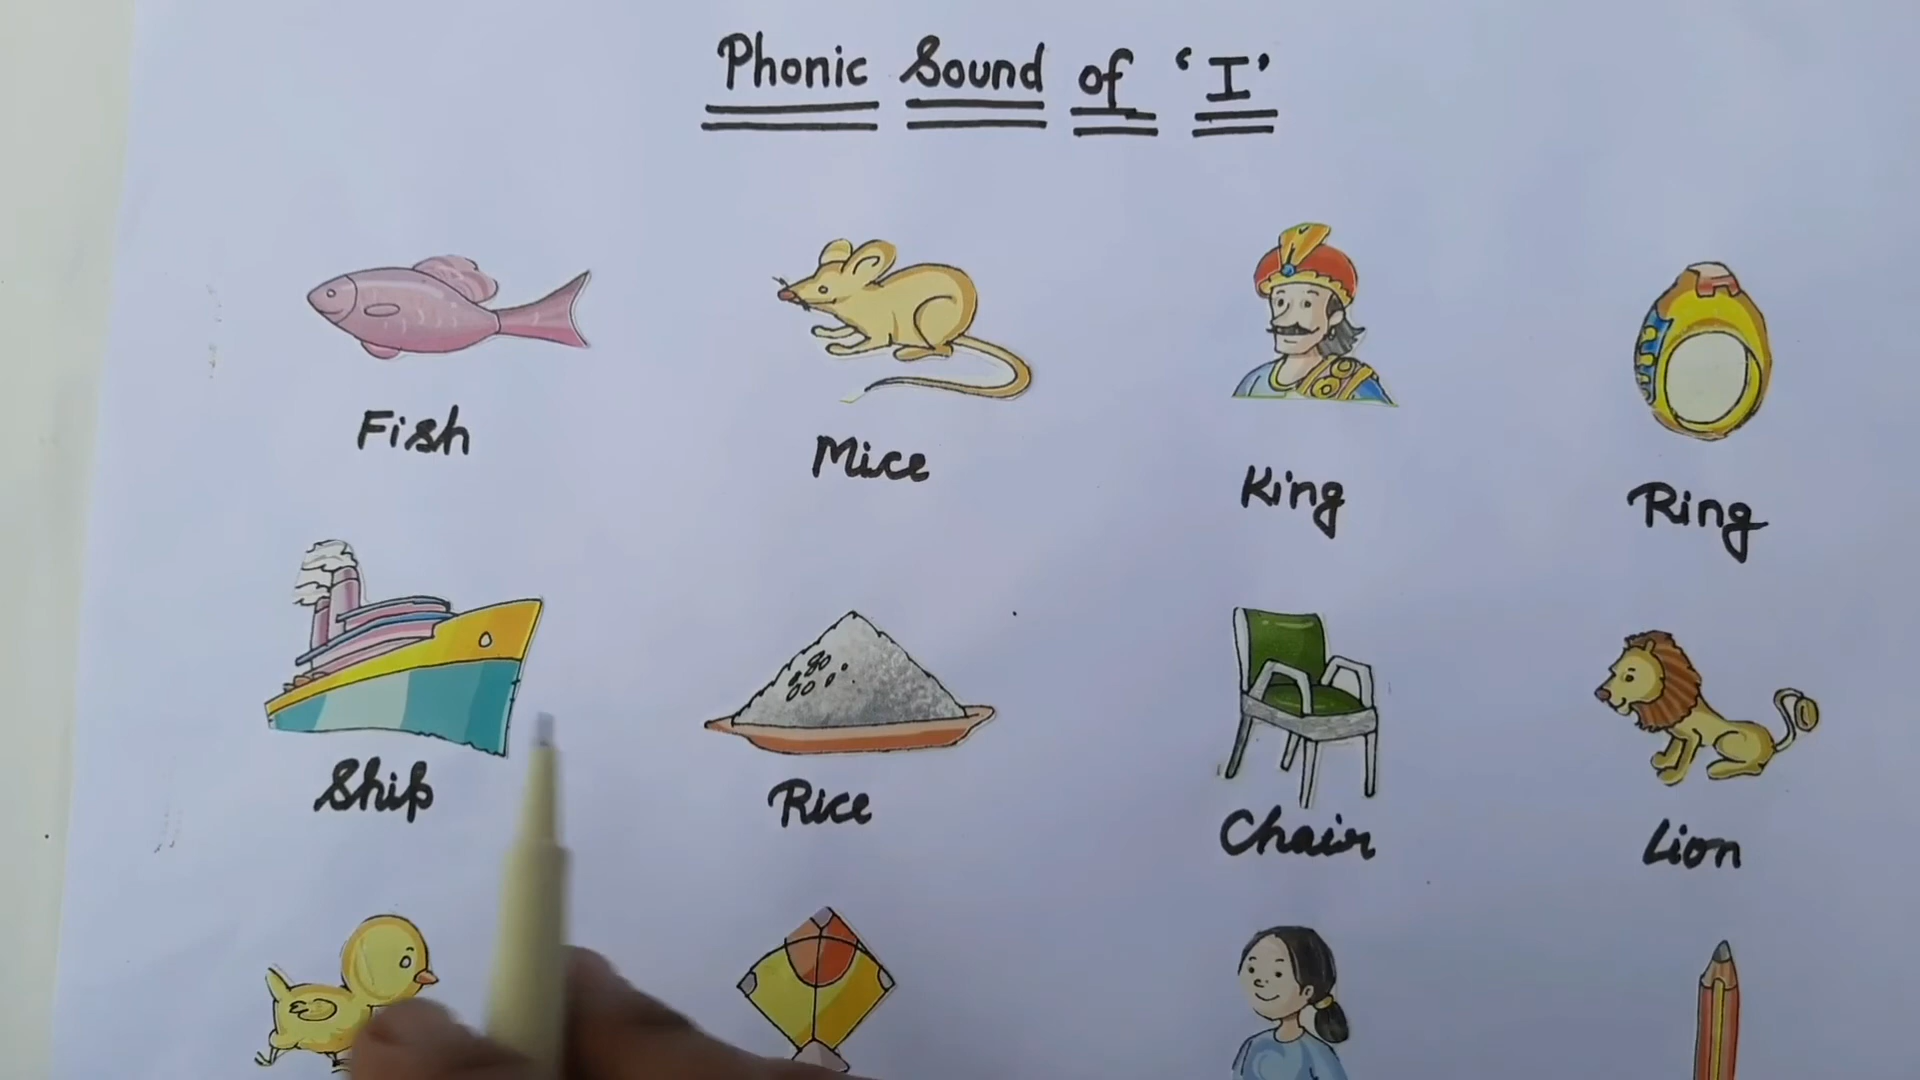 Phonic Sound of 'I'
Fish
Mice
King
Ring
Ship
Rice
Chair
Lion